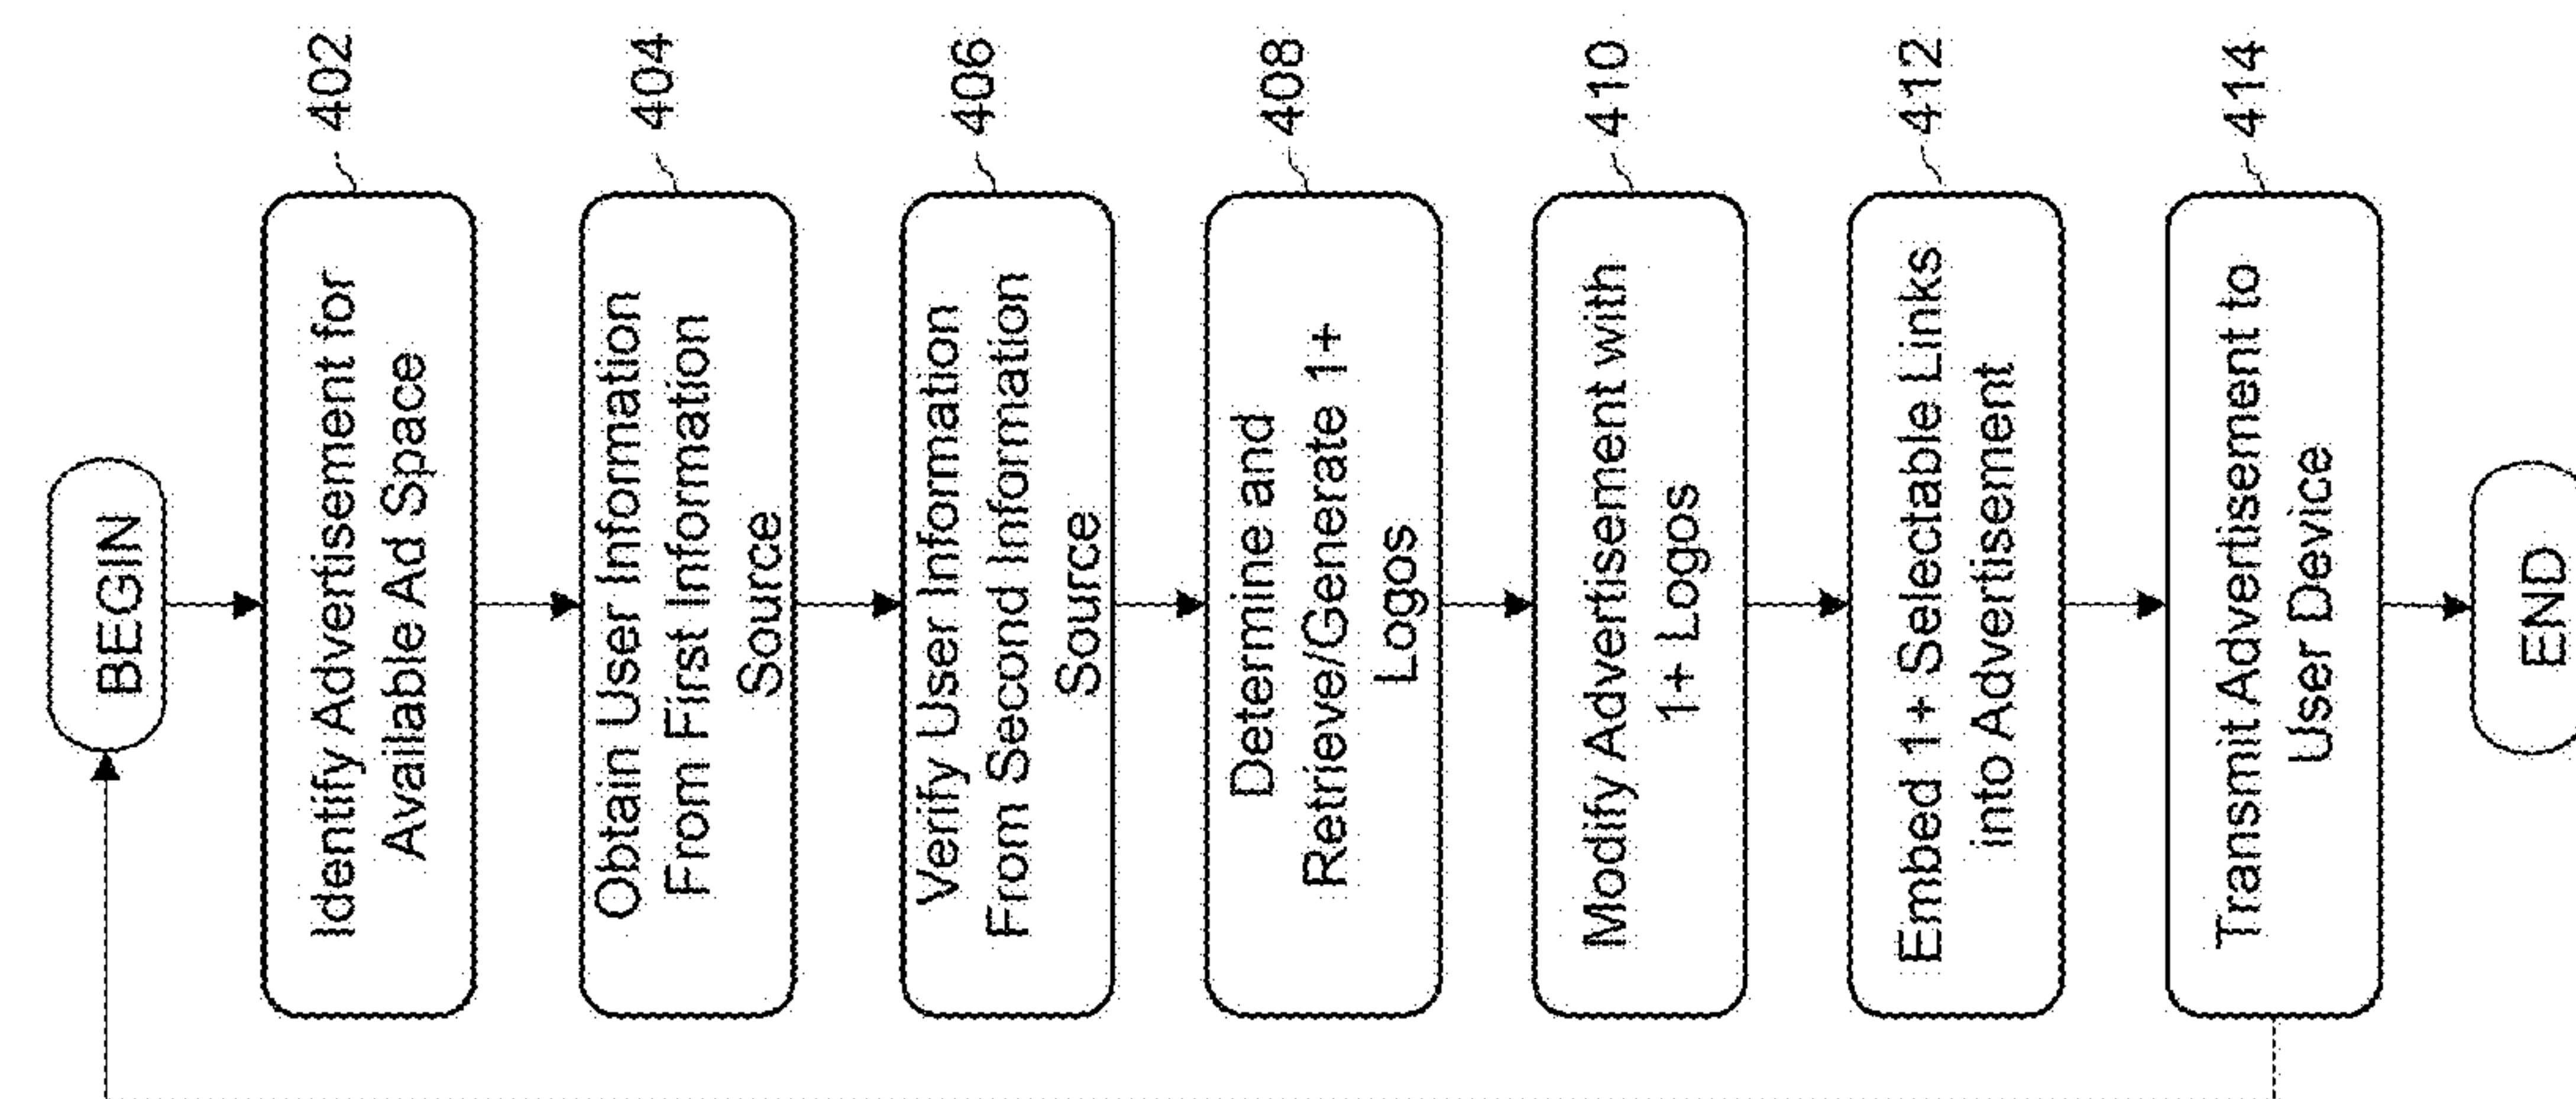 BEGIN
402
Identify Advertisement for
Available Ad Space
404
Obtain User Information
From First Information
Source
406
Verify User Information
From Second Information
Source
408
Determine and
Retrieve/Generate 1+
Logos
410
Modify Advertisement with
1+ Logos
412
Embed 1+ Selectable Links
into Advertisement
414
Transmit Advertisement to
User Device
END